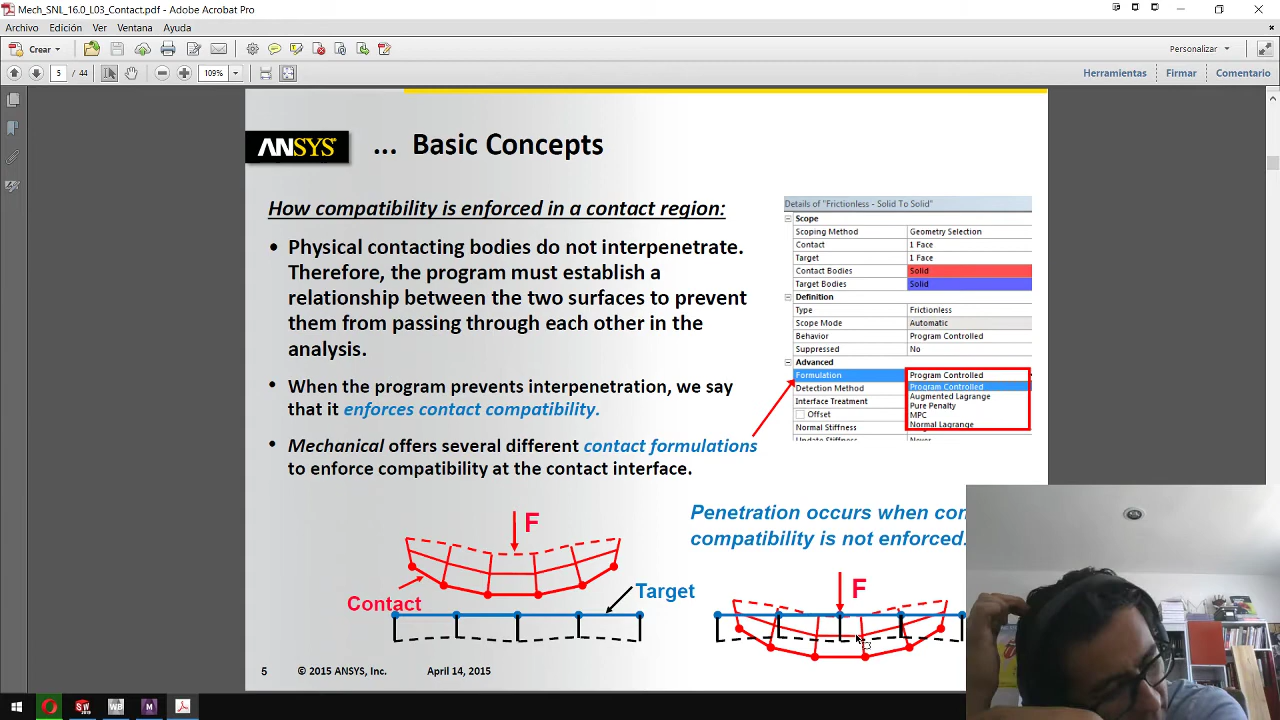 Mech_SNL_16.0_L03_Contact.pdf - Adobe Acrobat Pro
Archivo Edición Ver Ventana Ayuda
Crear
Personalizar
5 / 44 109%
Herramientas Firmar Comentario
ANSYS
... Basic Concepts
How compatibility is enforced in a contact region:
• Physical contacting bodies do not interpenetrate.
Therefore, the program must establish a
relationship between the two surfaces to prevent
them from passing through each other in the
analysis.
• When the program prevents interpenetration, we say
that it enforces contact compatibility.
• Mechanical offers several different contact formulations
to enforce compatibility at the contact interface.
Details of "Frictionless - Solid To Solid"
Scope
Scoping Method Geometry Selection
Contact 1 Face
Target 1 Face
Contact Bodies Solid
Target Bodies Solid
Definition
Type Frictionless
Scope Mode Automatic
Behavior Program Controlled
Suppressed No
Advanced
Formulation Program Controlled
Detection Method Program Controlled
Augmented Lagrange
Interface Treatment Pure Penalty
Offset MPC
Normal Stiffness Normal Lagrange
Update Stiffness Never
Penetration occurs when con
compatibility is not enforced.
F
Contact
Target
F
5 © 2015 ANSYS, Inc. April 14, 2015
SW
2015
WB
M